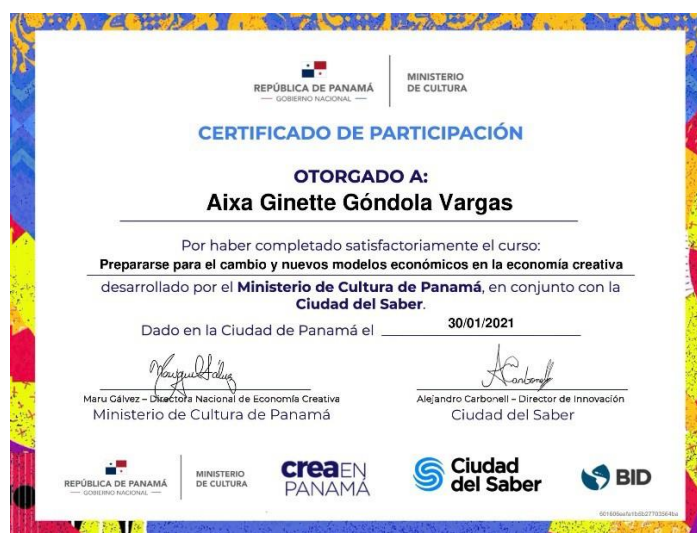 REPÚBLICA DE PANAMÁ
— GOBIERNO NACIONAL —
MINISTERIO
DE CULTURA
CERTIFICADO DE PARTICIPACIÓN
OTORGADO A:
Aixa Ginette Góndola Vargas
Por haber completado satisfactoriamente el curso:
Prepararse para el cambio y nuevos modelos económicos en la economía creativa
desarrollado por el Ministerio de Cultura de Panamá, en conjunto con la
Ciudad del Saber.
Dado en la Ciudad de Panamá el 30/01/2021
Maru Gálvez – Directora Nacional de Economía Creativa
Ministerio de Cultura de Panamá
Alejandro Carbonell – Director de Innovación
Ciudad del Saber
REPÚBLICA DE PANAMÁ
— GOBIERNO NACIONAL —
MINISTERIO
DE CULTURA
crea EN
PANAMÁ
Ciudad
del Saber
BID